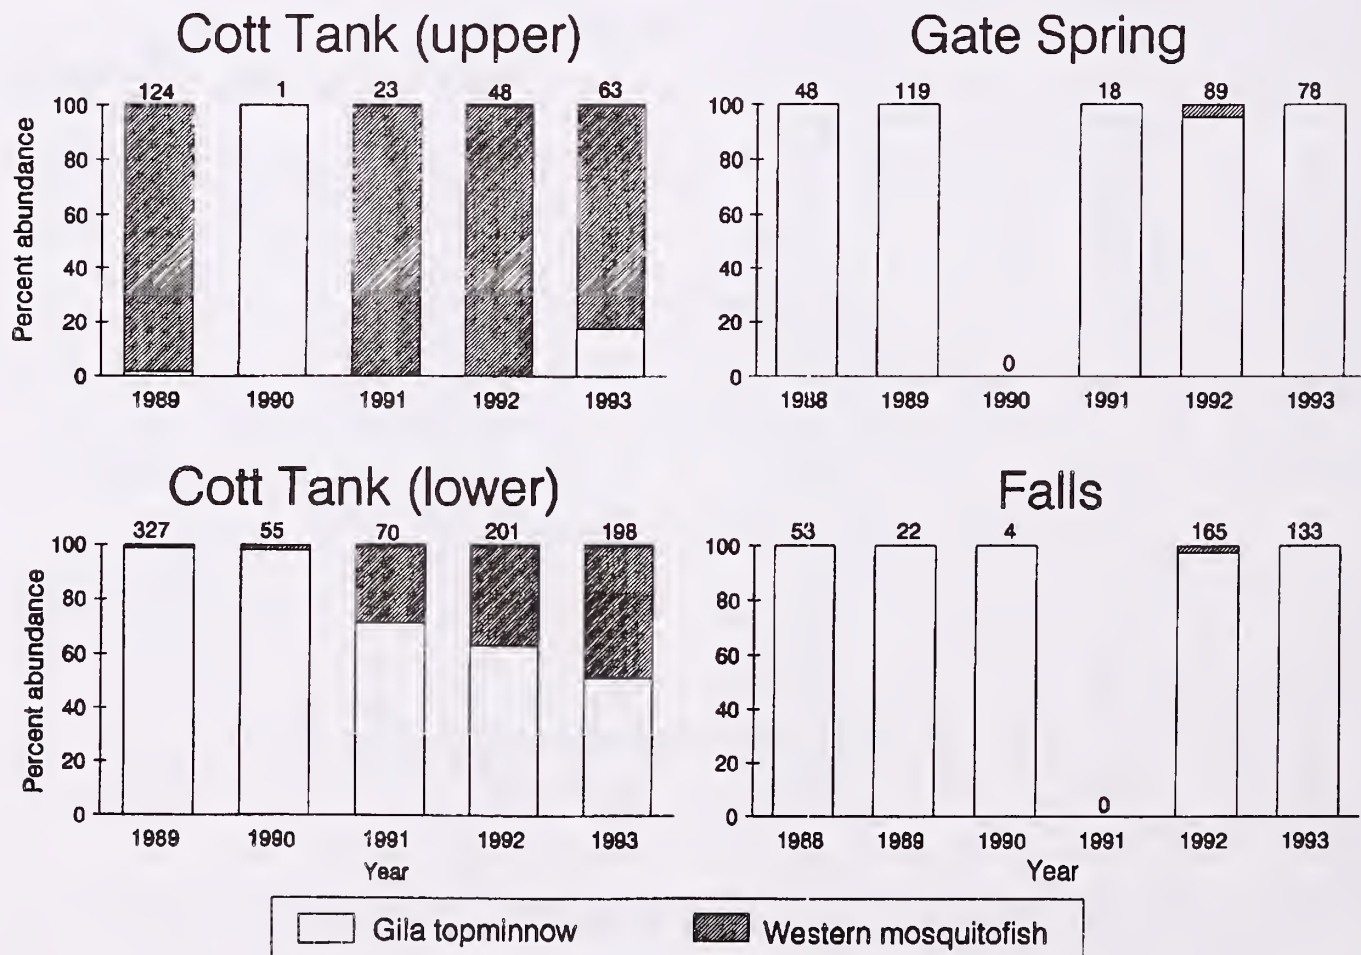 Cott Tank (upper)
124 1 23 48 63
Percent abundance
100
80
60
40
20
0
1989 1990 1991 1992 1993
Gate Spring
48 119 18 89 78
100
80
60
40
20
0
0
1988 1989 1990 1991 1992 1993
Cott Tank (lower)
327 55 70 201 198
Percent abundance
100
80
60
40
20
0
1989 1990 1991 1992 1993
Year
Falls
53 22 4 165 133
100
80
60
40
20
0
0
1988 1989 1990 1991 1992 1993
Year
Gila topminnow
Western mosquitofish